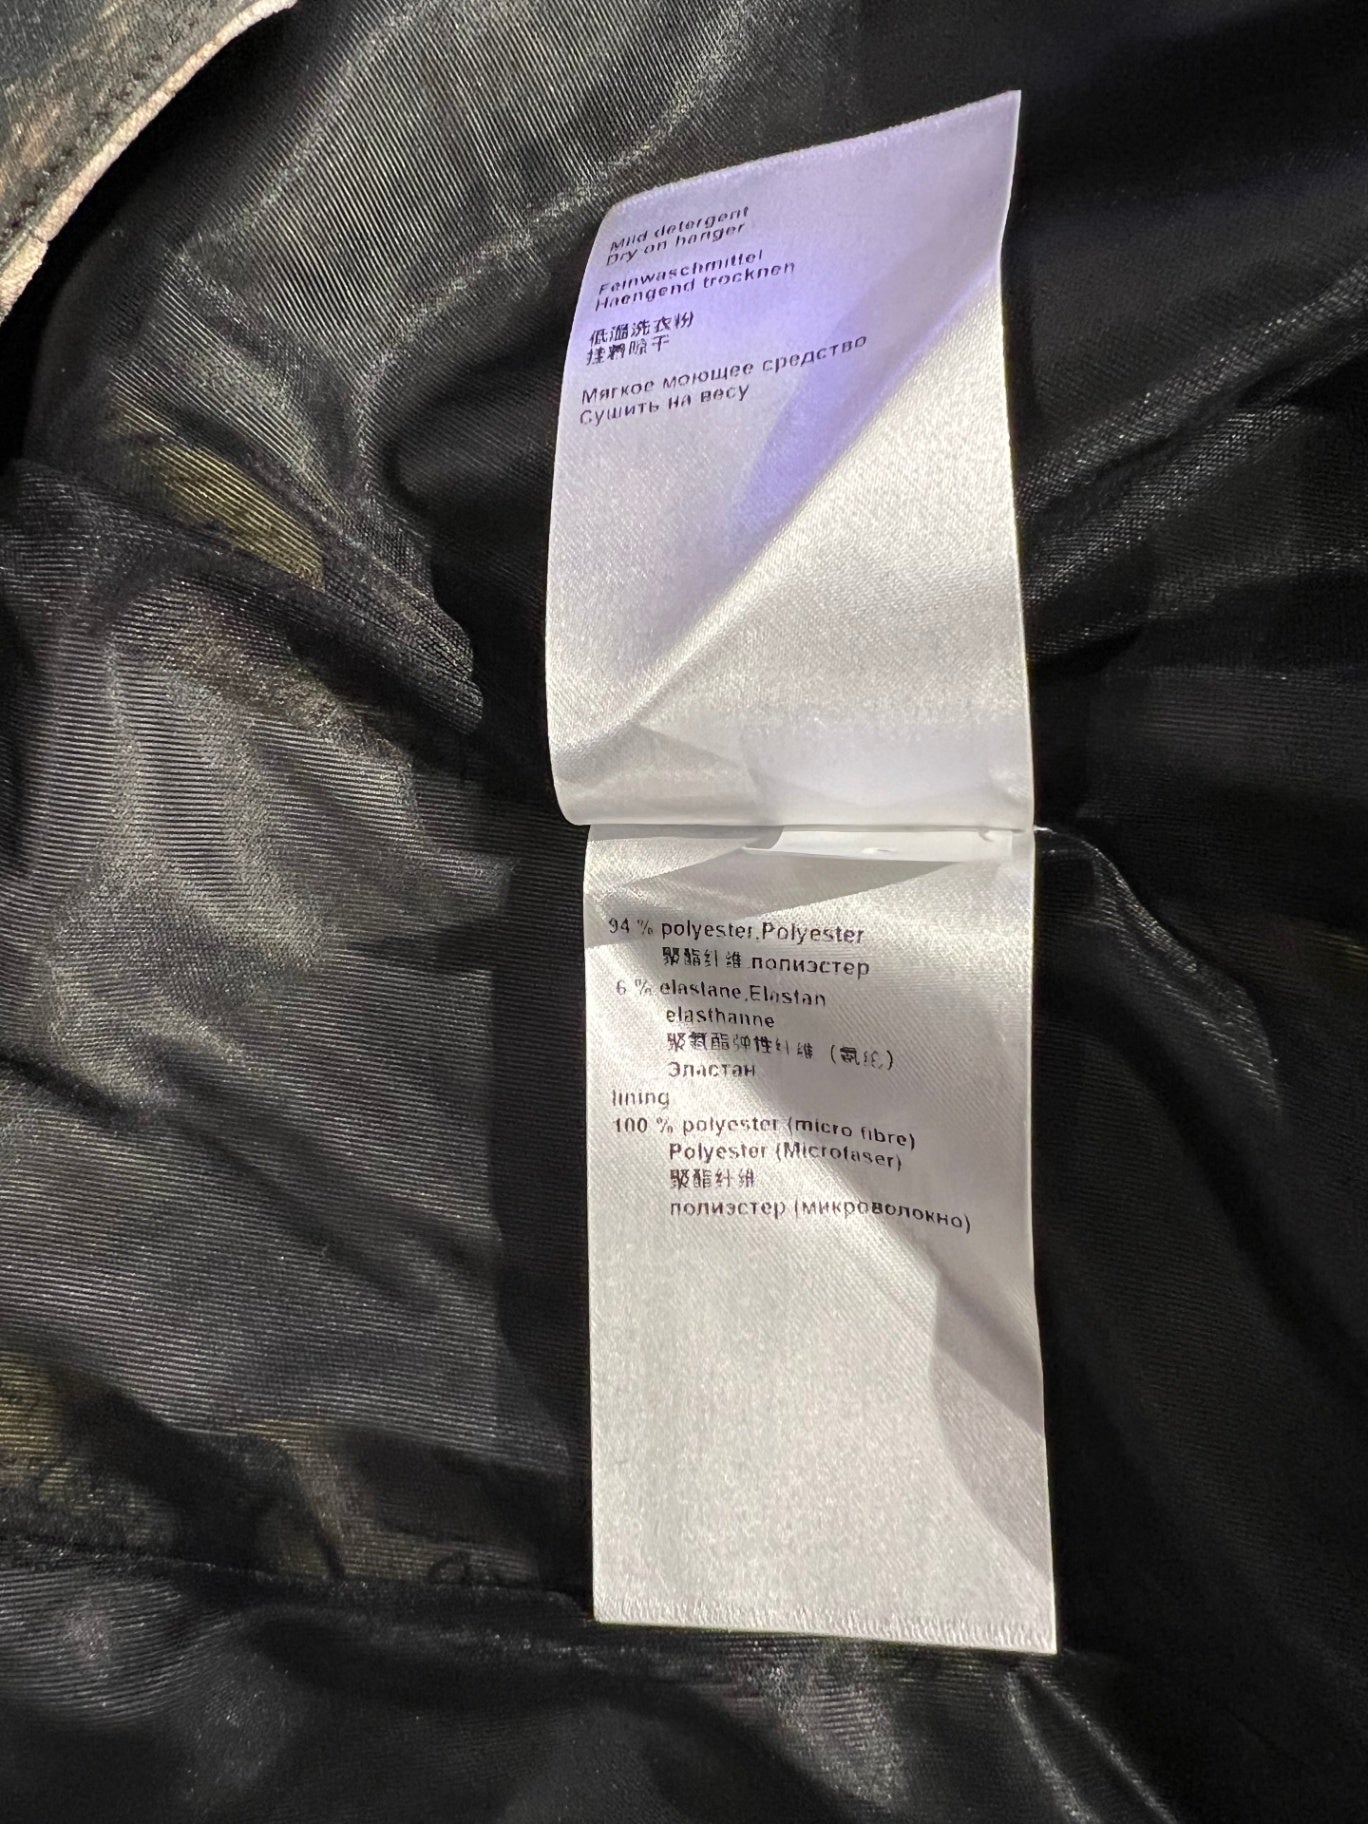 Mild detergent
Dry on hanger
Feinwaschmittel
Haengend trocknen
低温洗衣粉
挂着晾干
Мягкое моющее средство
Сушить на весу
94 % polyester,Polyester
聚酯纤维,полиэстер
6 % elastane,Elastan
elasthanne
聚氨酯弹性纤维 (氨纶)
Эластан
lining
100 % polyester (micro fibre)
Polyester (Microfaser)
聚酯纤维
полиэстер (микроволокно)